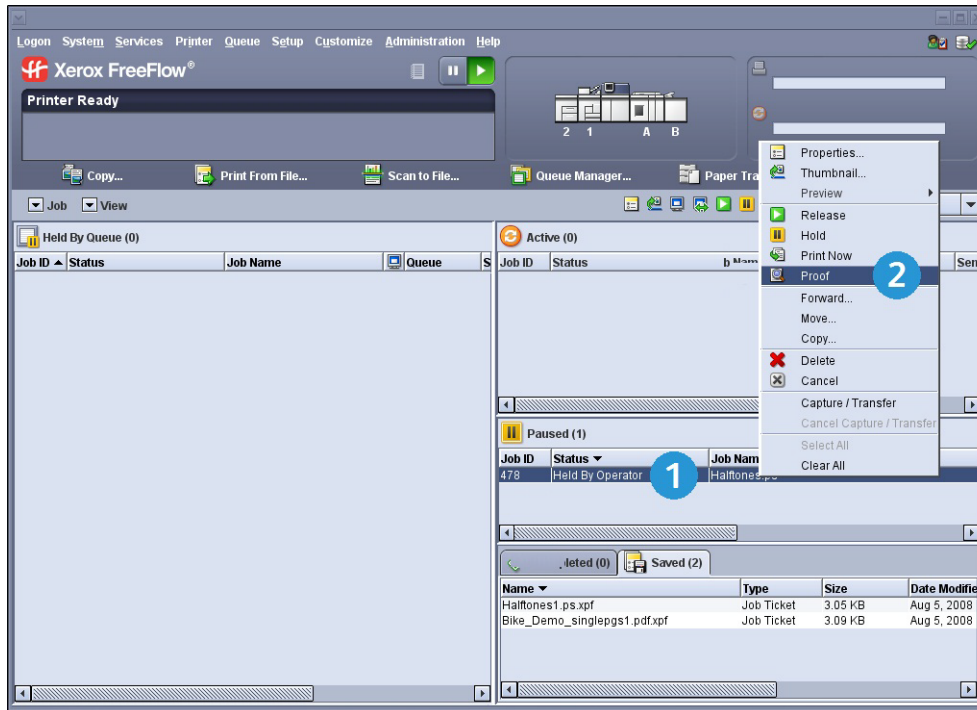 Logon System Services Printer Queue Setup Customize Administration Help
Xerox FreeFlow®
Printer Ready
2 1 A B
Copy... Print From File... Scan to File... Queue Manager... Paper
Job View
Properties...
Thumbnail...
Preview
Release
Hold
Print Now
Proof 2
Forward...
Move...
Copy...
Delete
Cancel
Capture / Transfer
Cancel Capture / Transfer
Select All
Clear All
Held By Queue (0)
Job ID Status Job Name Queue S
Active (0)
Job ID Status
Paused (1)
Job ID Status Job Nam
478 Held By Operator 1
Saved (2)
Name Type Size Date Modifie
Halftones1.ps.xpf Job Ticket 3.05 KB Aug 5, 2008
Bike_Demo_singlepgs1.pdf.xpf Job Ticket 3.09 KB Aug 5, 2008